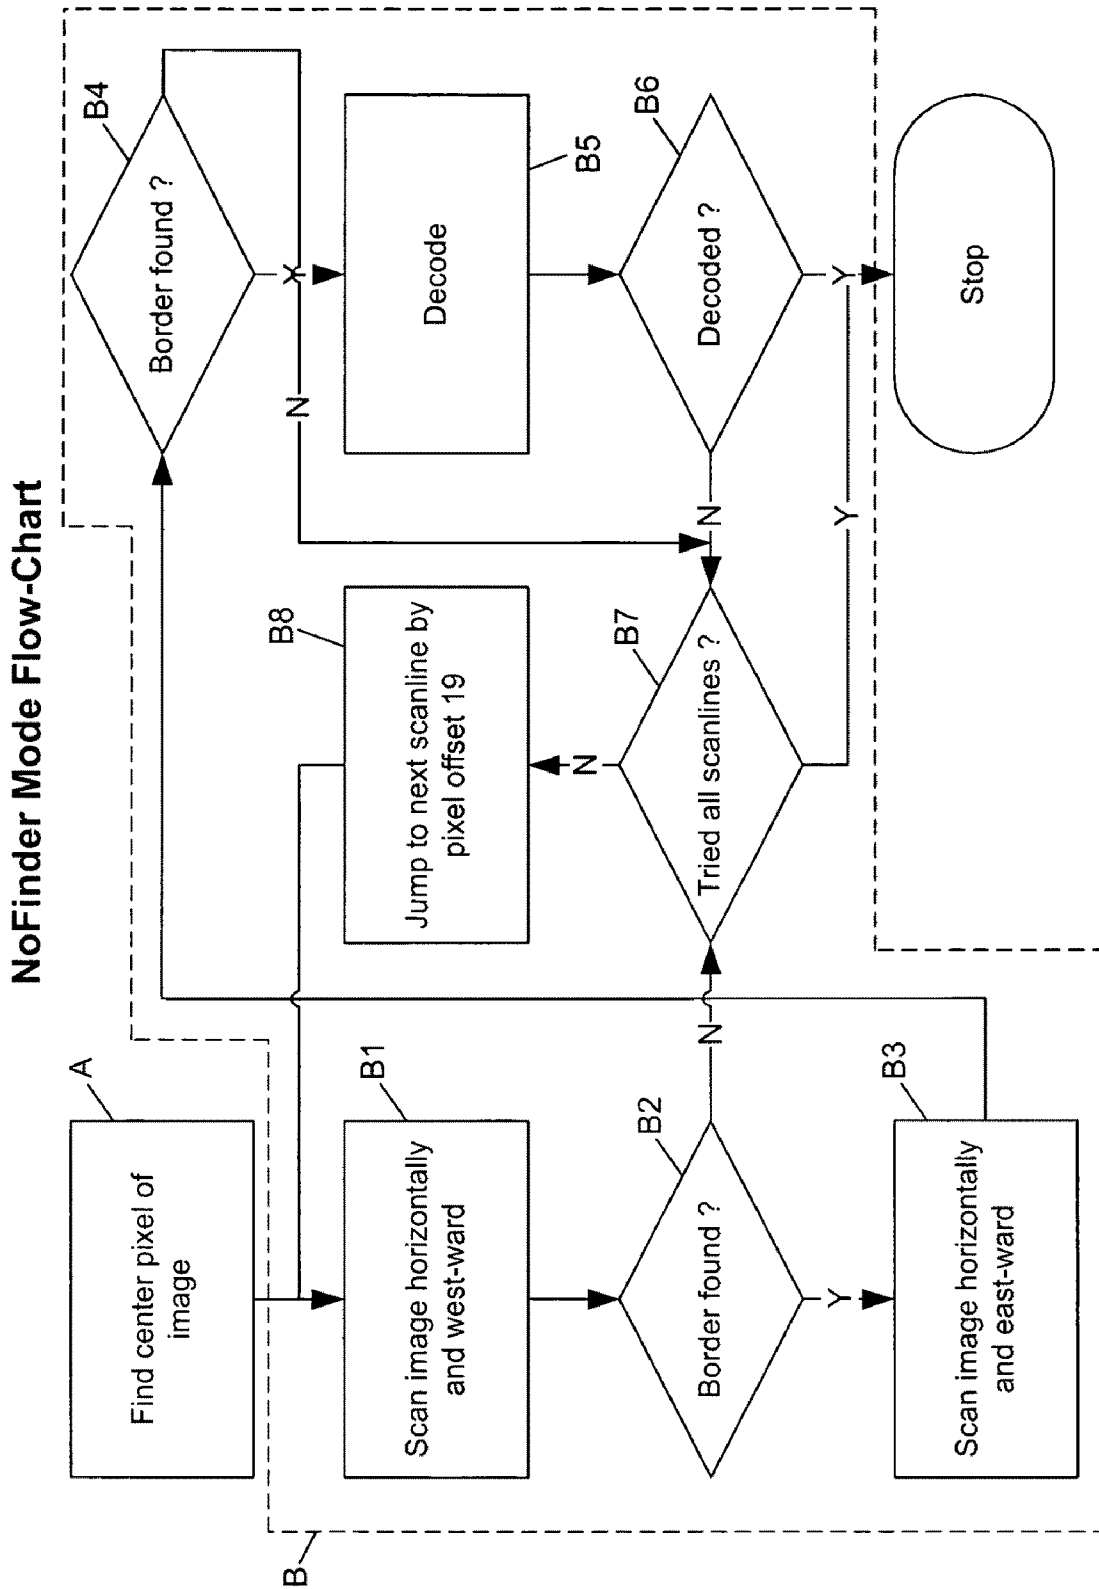 NoFinder Mode Flow-Chart
A
Find center pixel of
image
B
B1
Scan image horizontally
and west-ward
B2
Border found ?
N
Y
B3
Scan image horizontally
and east-ward
B8
Jump to next scanline by
pixel offset 19
N
B7
Tried all scanlines ?
Y
B4
Border found ?
Y
N
Decode
B5
B6
Decoded ?
N
Y
Stop